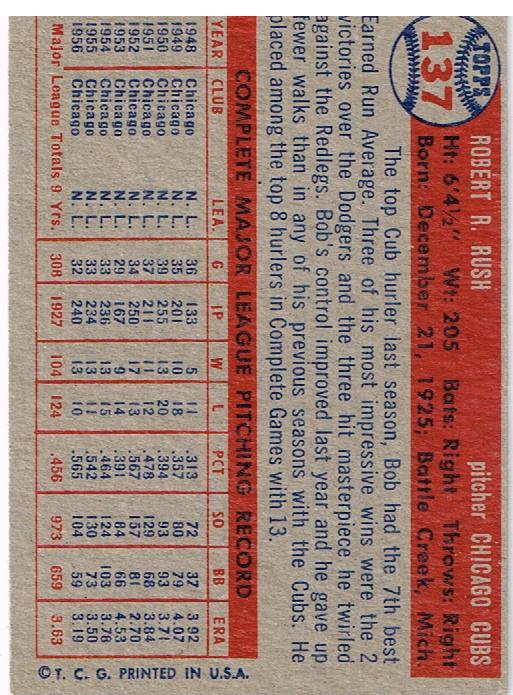 TOPPS
137
ROBERT R. RUSH pitcher CHICAGO CUBS
Ht: 6'4½" Wt: 205 Bats: Right Throws: Right
Born: December 21, 1925: Battle Creek, Mich.
The top Cub hurler last season, Bob had the 7th best
Earned Run Average. Three of his most impressive wins were the 2
victories over the Dodgers and the three hit masterpiece he twirled
against the Redlegs. Bob's control improved last year and he gave up
fewer walks than in any of his previous seasons with the Cubs. He
placed among the top 8 hurlers in Complete Games with 13.
COMPLETE MAJOR LEAGUE PITCHING RECORD
YEAR CLUB LEA G IP W L PCT SO BB ERA
1948 Chicago N. L. 36 133 5 11 .313 72 37 3.92
1949 Chicago N. L. 35 201 10 18 .357 80 79 4.07
1950 Chicago N. L. 39 255 13 20 .394 93 93 3.71
1951 Chicago N. L. 37 211 11 12 .478 129 68 3.84
1952 Chicago N. L. 34 250 17 13 .567 157 81 2.70
1953 Chicago N. L. 29 167 9 14 .391 84 66 4.53
1954 Chicago N. L. 33 236 13 15 .464 124 103 3.78
1955 Chicago N. L. 33 234 13 11 .542 130 73 3.50
1956 Chicago N. L. 32 240 13 10 .565 104 59 3.19
Major League Totals 9 Yrs. 308 1927 104 124 .456 973 659 3.63
© T. C. G. PRINTED IN U.S.A.